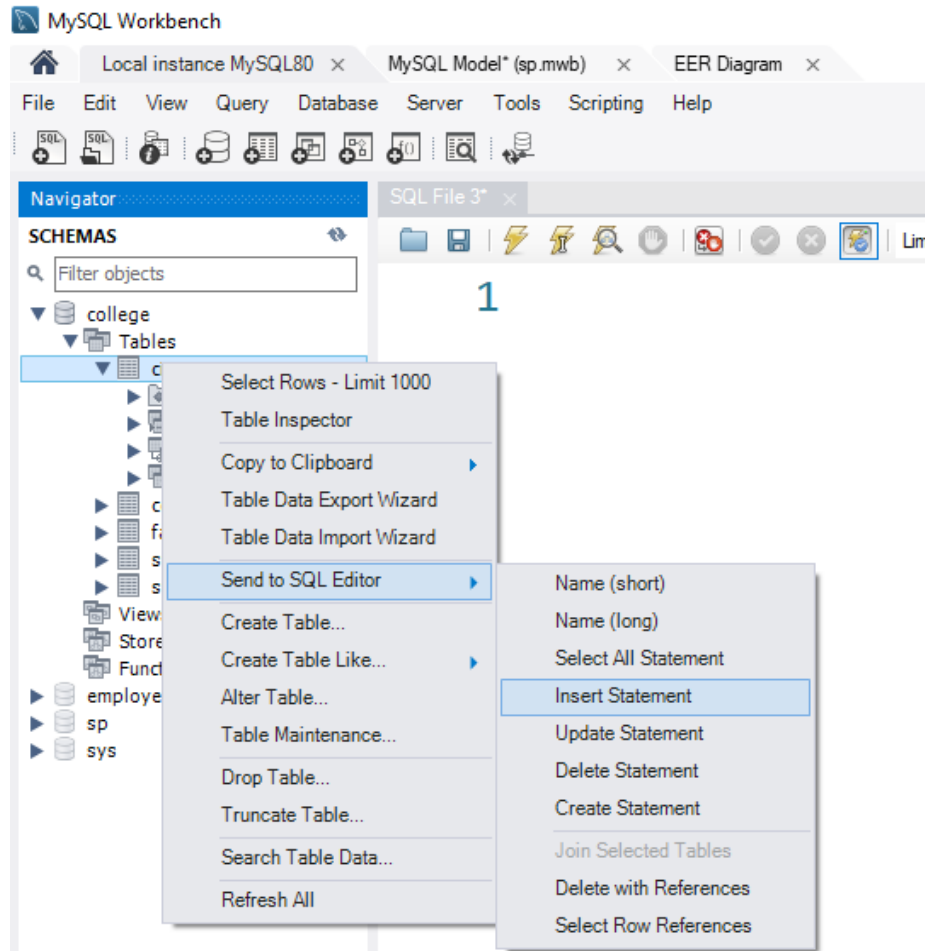 MySQL Workbench
Local instance MySQL80 × MySQL Model* (sp.mwb) × EER Diagram ×
File Edit View Query Database Server Tools Scripting Help
SQL SQL
Navigator SQL File 3* ×
SCHEMAS
Filter objects
1
college
Tables
Select Rows - Limit 1000
Table Inspector
Copy to Clipboard
Table Data Export Wizard
Table Data Import Wizard
Send to SQL Editor
Create Table...
Create Table Like...
Alter Table...
Table Maintenance...
Drop Table...
Truncate Table...
Search Table Data...
Refresh All
Name (short)
Name (long)
Select All Statement
Insert Statement
Update Statement
Delete Statement
Create Statement
Join Selected Tables
Delete with References
Select Row References
sp
sys